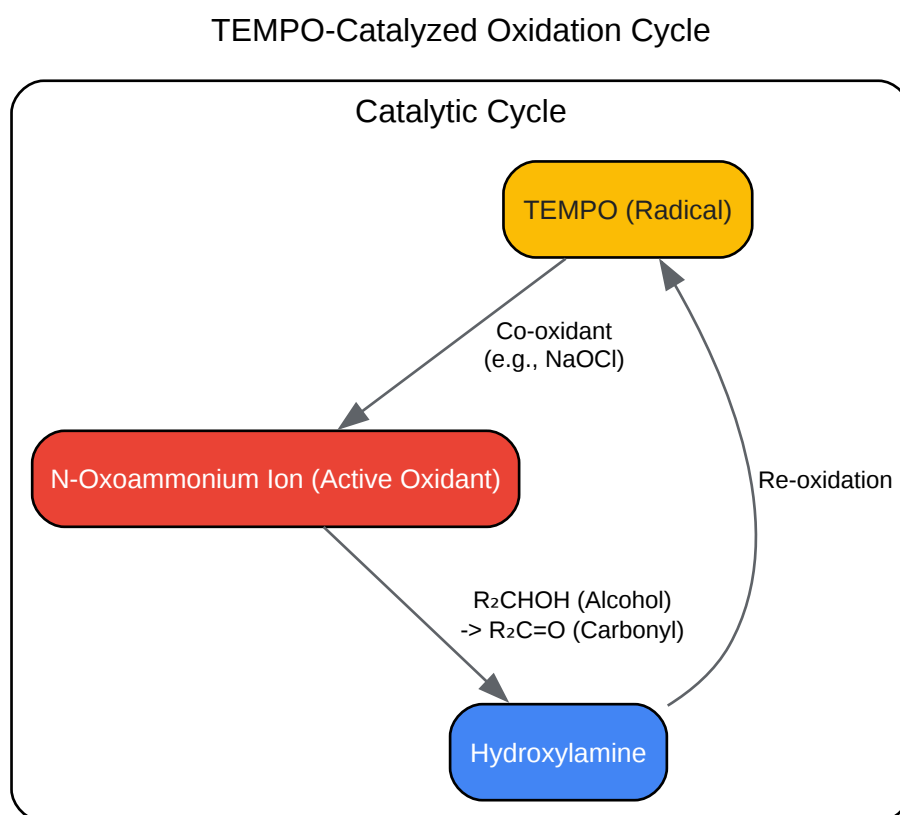 TEMPO-Catalyzed Oxidation Cycle
Catalytic Cycle
TEMPO (Radical)
Co-oxidant
(e.g., NaOCl)
N-Oxoammonium Ion (Active Oxidant)
Re-oxidation
R₂CHOH (Alcohol)
-> R₂C=O (Carbonyl)
Hydroxylamine